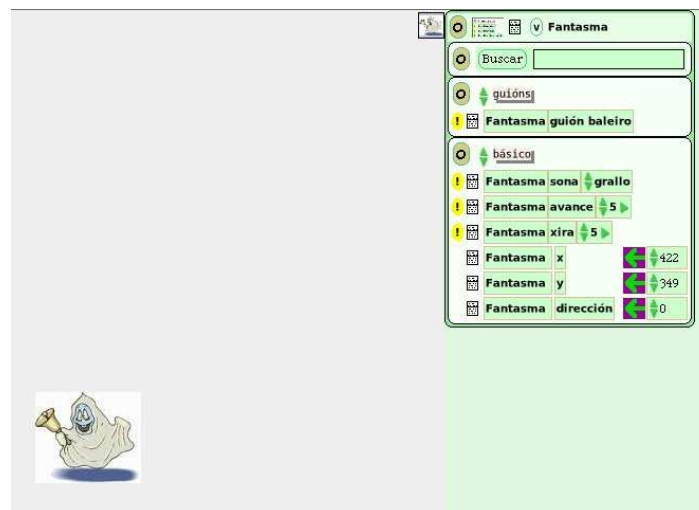 v Fantasma
Buscar
guións
! Fantasma guión baleiro
básico
! Fantasma sona grallo
! Fantasma avance 5
! Fantasma xira 5
Fantasma x 422
Fantasma y 349
Fantasma dirección 0